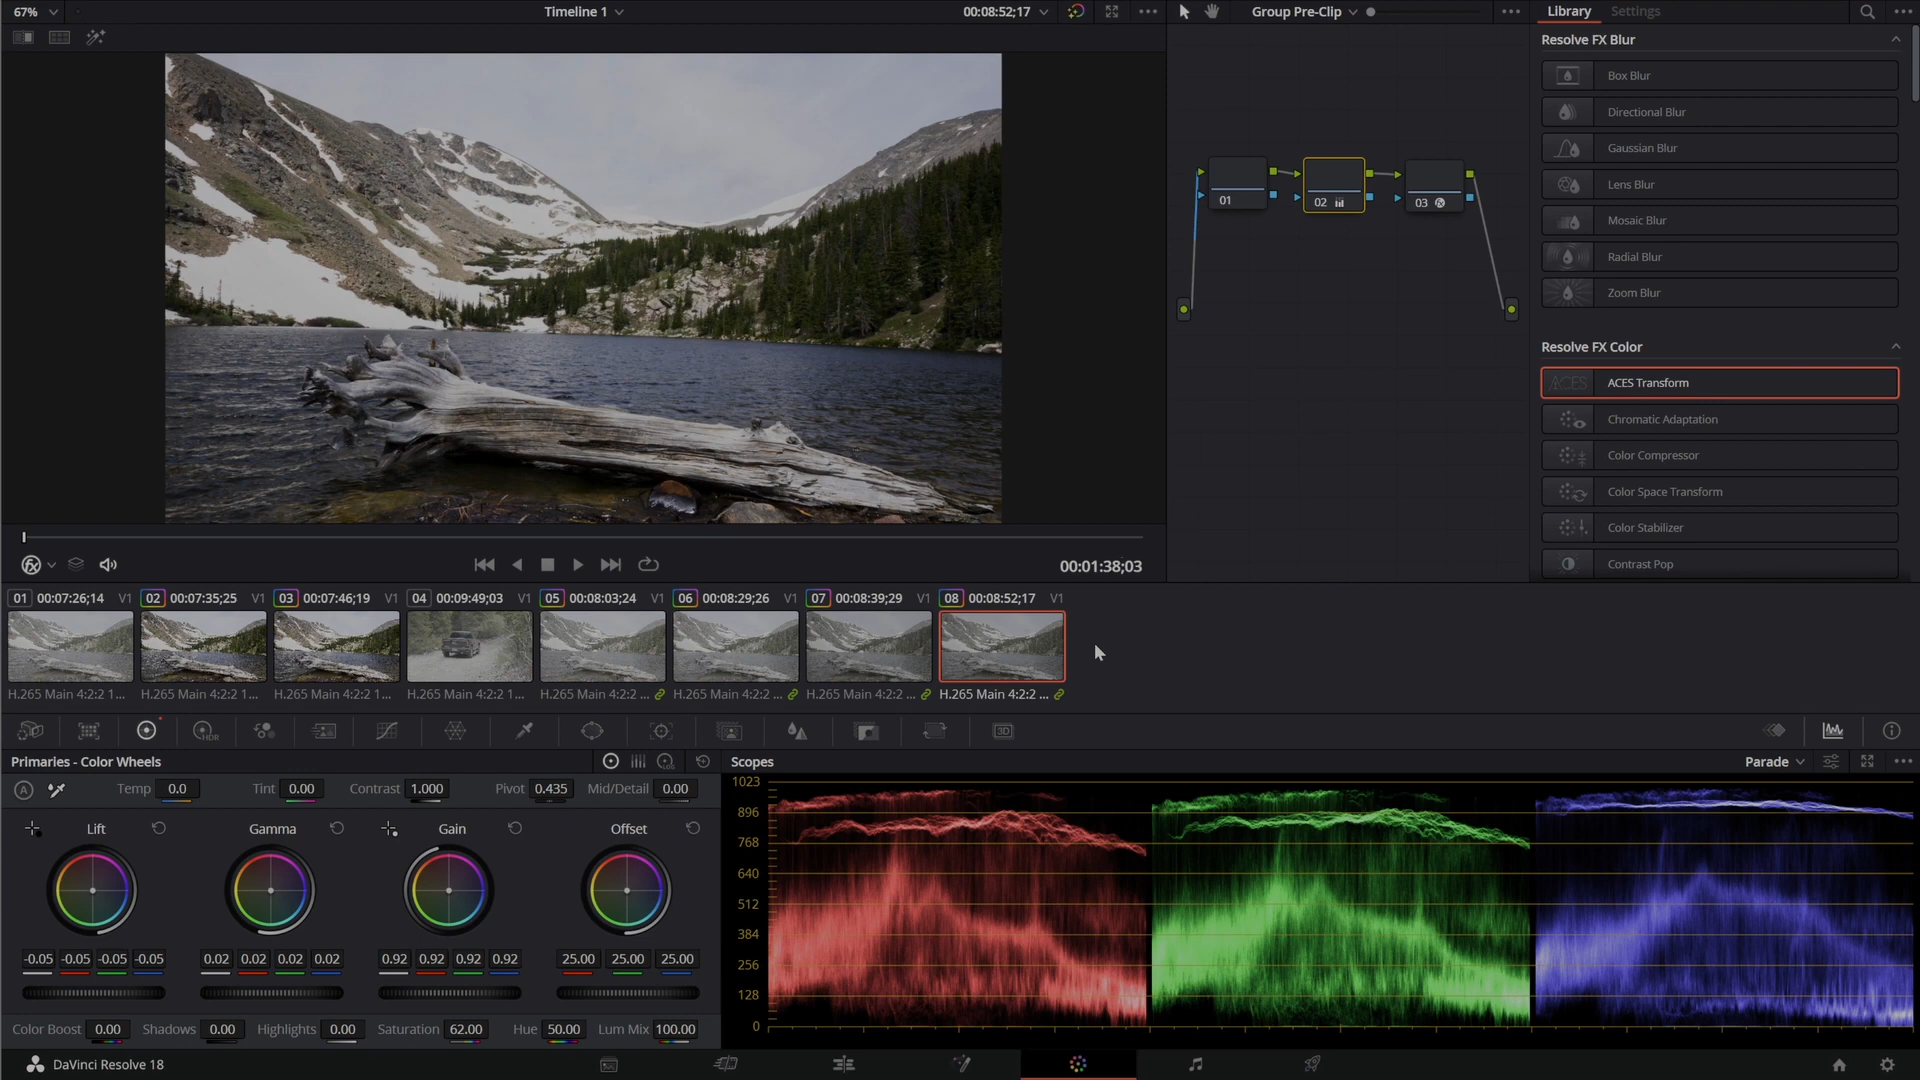 67%
Timeline 1
00:08:52;17
Group Pre-Clip
Library
Settings
Resolve FX Blur
Box Blur
Directional Blur
Gaussian Blur
Lens Blur
Mosaic Blur
Radial Blur
Zoom Blur
01
02
03
Resolve FX Color
ACES
ACES Transform
Chromatic Adaptation
Color Compressor
Color Space Transform
Color Stabilizer
Contrast Pop
00:01:38;03
01 00:07:26;14 V1
02 00:07:35;25 V1
03 00:07:46;19 V1
04 00:09:49;03 V1
05 00:08:03;24 V1
06 00:08:29;26 V1
07 00:08:39;29 V1
08 00:08:52;17 V1
H.265 Main 4:2:2 1...
H.265 Main 4:2:2 1...
H.265 Main 4:2:2 1...
H.265 Main 4:2:2 1...
H.265 Main 4:2:2 ...
H.265 Main 4:2:2 ...
H.265 Main 4:2:2 ...
H.265 Main 4:2:2 ...
HDR
3D
Primaries - Color Wheels
LOG
A
Temp 0.0 Tint 0.00 Contrast 1.000 Pivot 0.435 Mid/Detail 0.00
Lift Gamma Gain Offset
-0.05 -0.05 -0.05 -0.05 0.02 0.02 0.02 0.02 0.92 0.92 0.92 0.92 25.00 25.00 25.00
Color Boost 0.00 Shadows 0.00 Highlights 0.00 Saturation 62.00 Hue 50.00 Lum Mix 100.00
Scopes
Parade
1023
896
768
640
512
384
256
128
0
DaVinci Resolve 18